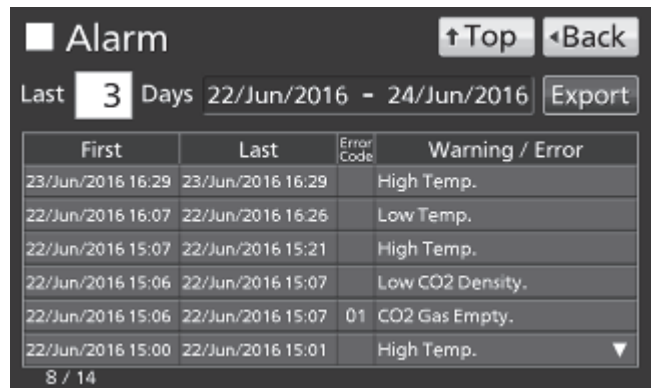 Alarm ↑Top ◂Back
Last 3 Days 22/Jun/2016 - 24/Jun/2016 Export
First Last Error Code Warning / Error
23/Jun/2016 16:29 23/Jun/2016 16:29 High Temp.
22/Jun/2016 16:07 22/Jun/2016 16:26 Low Temp.
22/Jun/2016 15:07 22/Jun/2016 15:21 High Temp.
22/Jun/2016 15:06 22/Jun/2016 15:07 Low CO2 Density.
22/Jun/2016 15:06 22/Jun/2016 15:07 01 CO2 Gas Empty.
22/Jun/2016 15:00 22/Jun/2016 15:01 High Temp. ▼
8 / 14